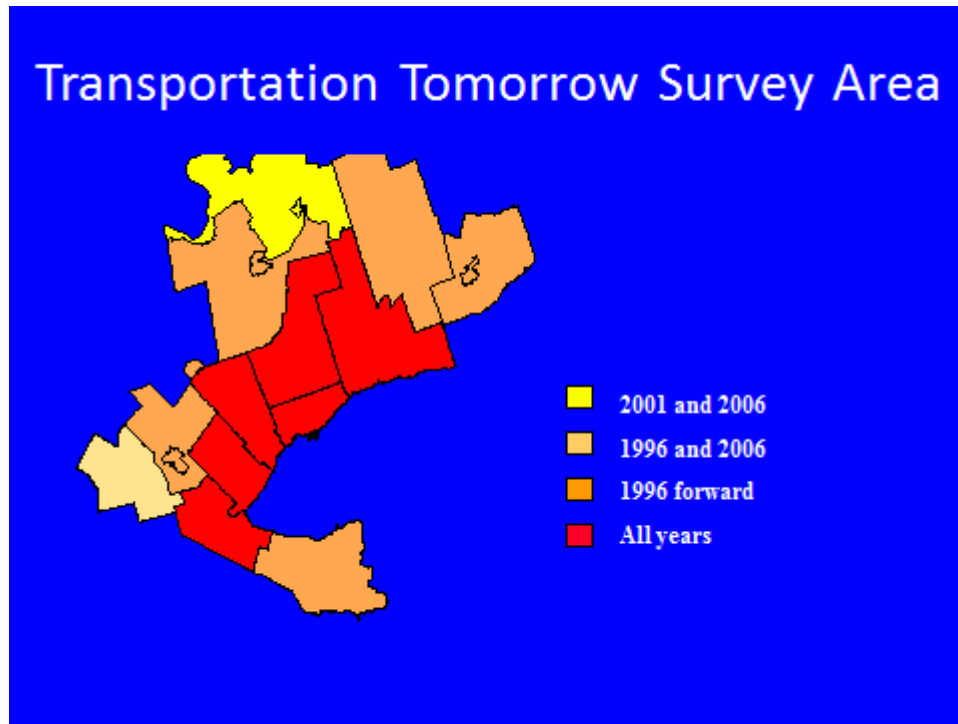 Transportation Tomorrow Survey Area
2001 and 2006
1996 and 2006
1996 forward
All years